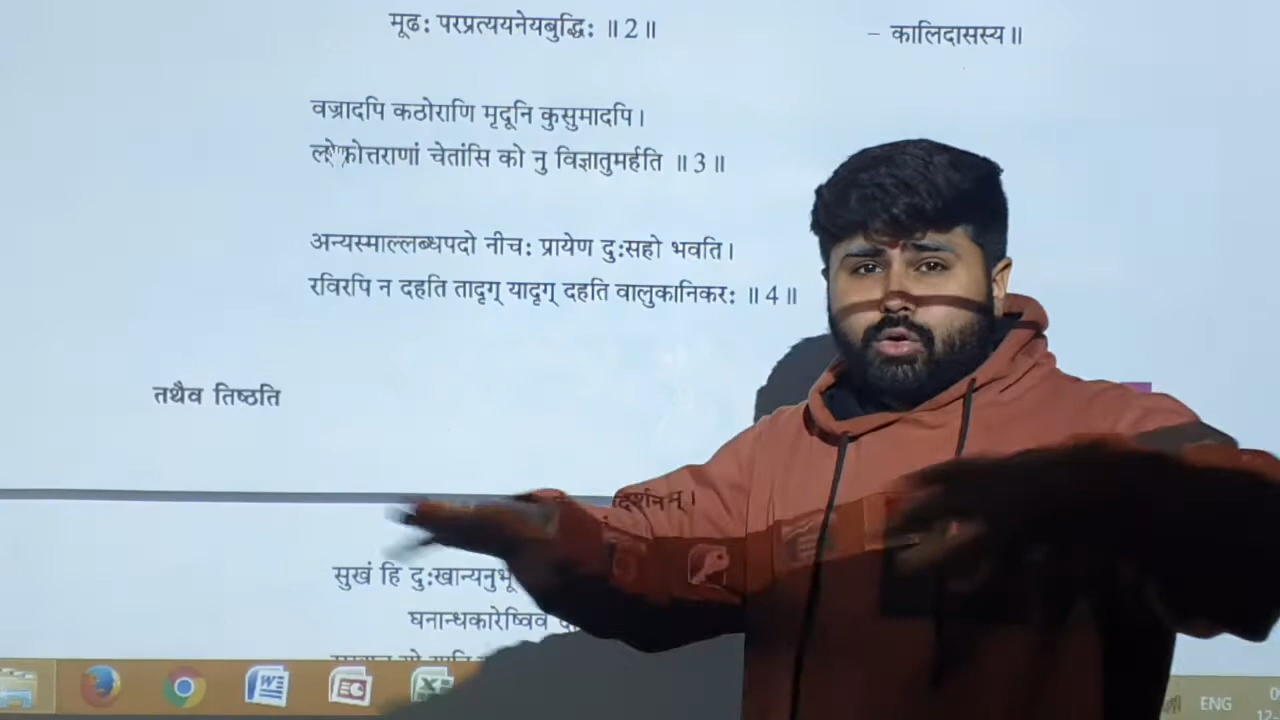 मूढः परप्रत्ययनेयबुद्धिः ॥ 2 ॥
– कालिदासस्य ॥
वज्रादपि कठोराणि मृदूनि कुसुमादपि ।
लोकोत्तराणां चेतांसि को नु विज्ञातुमर्हति ॥ 3 ॥
अन्यस्माल्लब्धपदो नीचः प्रायेण दुःसहो भवति ।
रविरपि न दहति तादृग् यादृग् दहति वालुकानिकरः ॥ 4 ॥
तथैव तिष्ठति
सुखं हि
घनान्धकारेष्विव
ENG